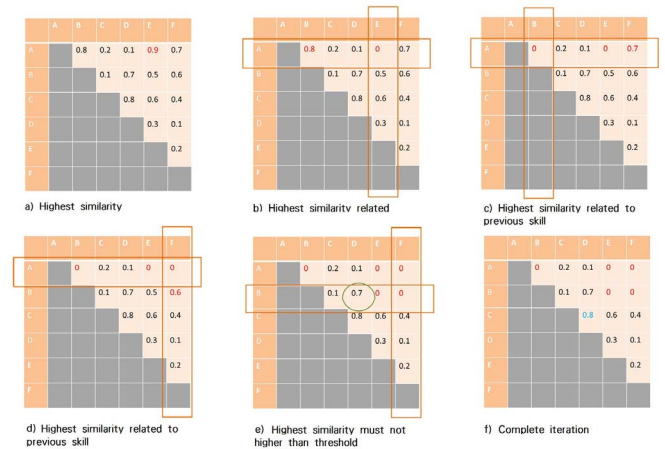 A B C D E F
A 0.8 0.2 0.1 0.9 0.7
B 0.1 0.7 0.5 0.6
C 0.8 0.6 0.4
D 0.3 0.1
E 0.2
F
a) Highest similarity
A B C D E F
A 0.8 0.2 0.1 0 0.7
B 0.1 0.7 0.5 0.6
C 0.8 0.6 0.4
D 0.3 0.1
E 0.2
F
b) Highest similarity related
A B C D E F
A 0 0.2 0.1 0 0.7
B 0.1 0.7 0.5 0.6
C 0.8 0.6 0.4
D 0.3 0.1
E 0.2
F
c) Highest similarity related to
previous skill
A B C D E F
A 0 0.2 0.1 0 0
B 0.1 0.7 0.5 0.6
C 0.8 0.6 0.4
D 0.3 0.1
E 0.2
F
d) Highest similarity related to
previous skill
A B C D E F
A 0 0.2 0.1 0 0
B 0.1 0.7 0 0
C 0.8 0.6 0.4
D 0.3 0.1
E 0.2
F
e) Highest similarity must not
higher than threshold
A B C D E F
A 0 0.2 0.1 0 0
B 0.1 0.7 0 0
C 0.8 0.6 0.4
D 0.3 0.1
E 0.2
F
f) Complete iteration